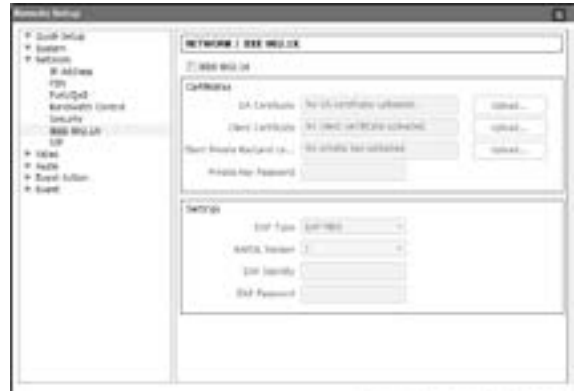 Remote Setup
Quick Setup
System
Network
IP Address
FEN
Port/QoS
Bandwidth Control
Security
IEEE 802.1X
SIP
Video
Audio
Event Action
Event
NETWORK / IEEE 802.1X
IEEE 802.1X
Certificates
CA Certificate No CA certificate uploaded. Upload...
Client Certificate No client certificate uploaded. Upload...
Client Private Key No private key uploaded. Upload...
Private Key Password
Settings
EAP Type EAP-MD5
EAPOL Version 1
EAP Identity
EAP Password